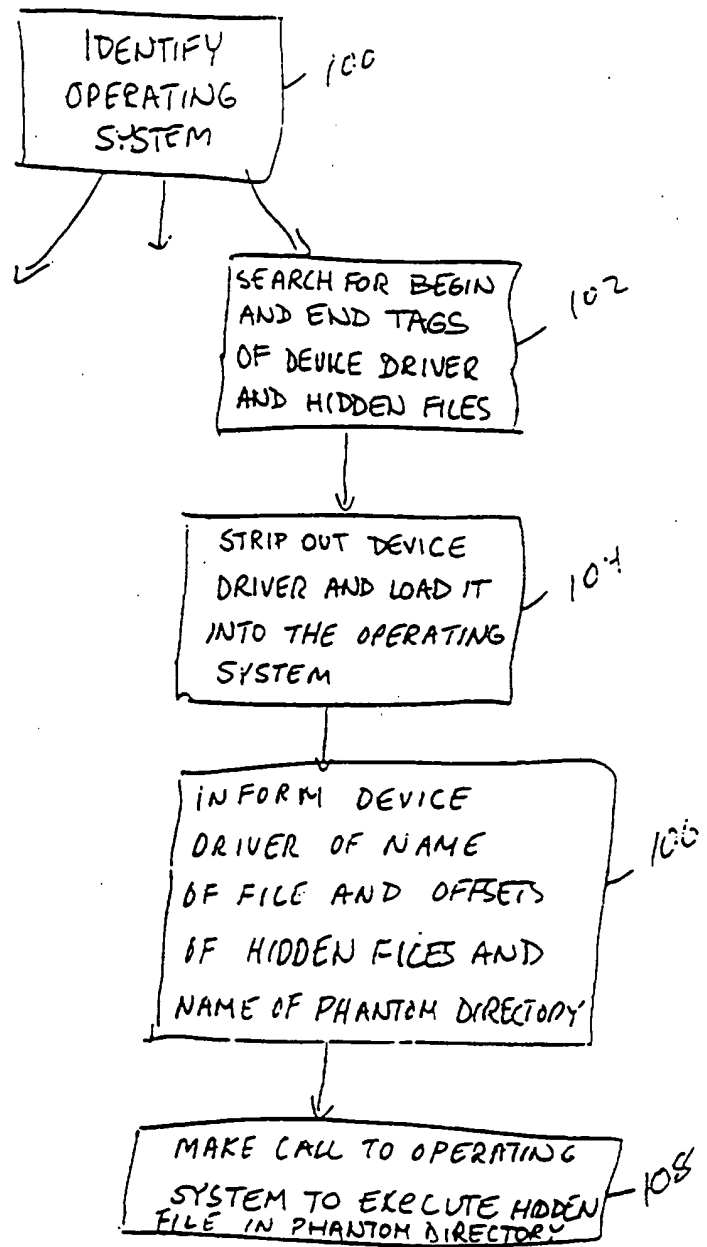 IDENTIFY
OPERATING
SYSTEM
100
SEARCH FOR BEGIN
AND END TAGS
OF DEVICE DRIVER
AND HIDDEN FILES
102
STRIP OUT DEVICE
DRIVER AND LOAD IT
INTO THE OPERATING
SYSTEM
104
INFORM DEVICE
DRIVER OF NAME
OF FILE AND OFFSETS
OF HIDDEN FILES AND
NAME OF PHANTOM DIRECTORY
106
MAKE CALL TO OPERATING
SYSTEM TO EXECUTE HIDDEN
FILE IN PHANTOM DIRECTORY
108